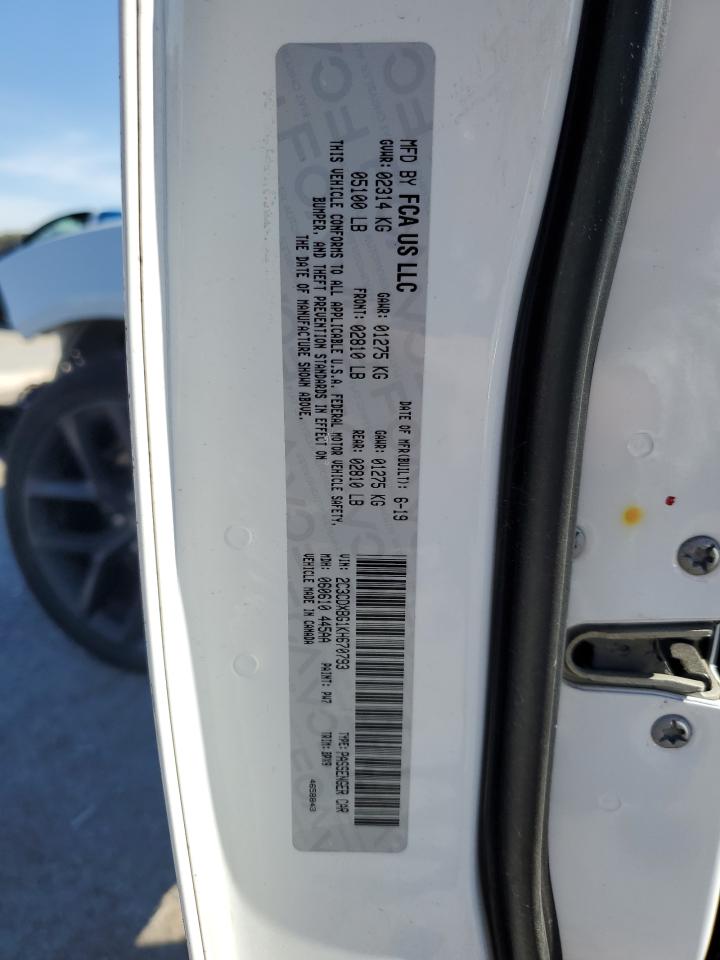 MFD BY FCA US LLC
DATE OF MFR(BUILT): 6-19
GVWR: 02314 KG GAWR: 01275 KG GAWR: 01275 KG
05100 LB FRONT: 02810 LB REAR: 02810 LB
THIS VEHICLE CONFORMS TO ALL APPLICABLE U.S.A. FEDERAL MOTOR VEHICLE SAFETY,
BUMPER, AND THEFT PREVENTION STANDARDS IN EFFECT ON
THE DATE OF MANUFACTURE SHOWN ABOVE.
VIN: 2C3CDXBG1KH670793 TYPE: PASSENGER CAR
MDH: 060610 445AA PAINT: PW7 TRIM: BPX9
VEHICLE MADE IN CANADA
4658843